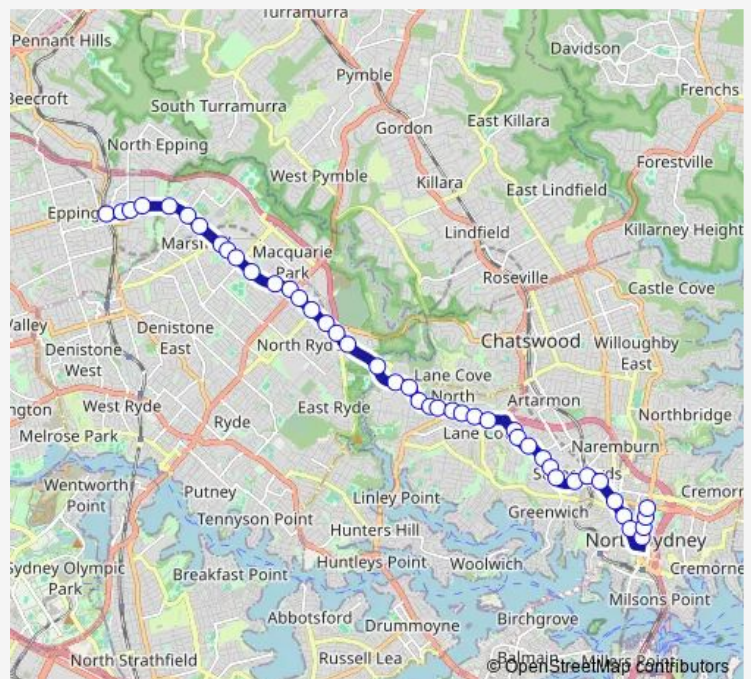 Turramurra
Pennant Hills
Davidson
Pymble
Frenchs
Beecroft
South Turramurra
Gordon
East Killara
North Epping
Forestville
West Pymble
Killara
East Lindfield
Epping
Killarney Height
Lindfield
Macquarie
Park
Roseville
Castle Cove
Valley
Denistone
East
Chatswood
Willoughby
East
Denistone
West
North Ryd
Lane Cove
North
West Ryde
East Ryde
Artarmon
ngton
Ryde
Northbridge
Melrose Park
Lane Co
Naremburn
Wentworth
Point
Putney
Linley Point
Greenwich
Cremorn
Tennyson Point
Hunters Hill
North Sydney
Sydney Olympic
Park
Breakfast Point
Huntleys Point
Woolwich
Cremorne
Milsons Point
Abbotsford
Drummoyne
Birchgrove
North Strathfield
Russell Lea
© OpenStreetMap contributors